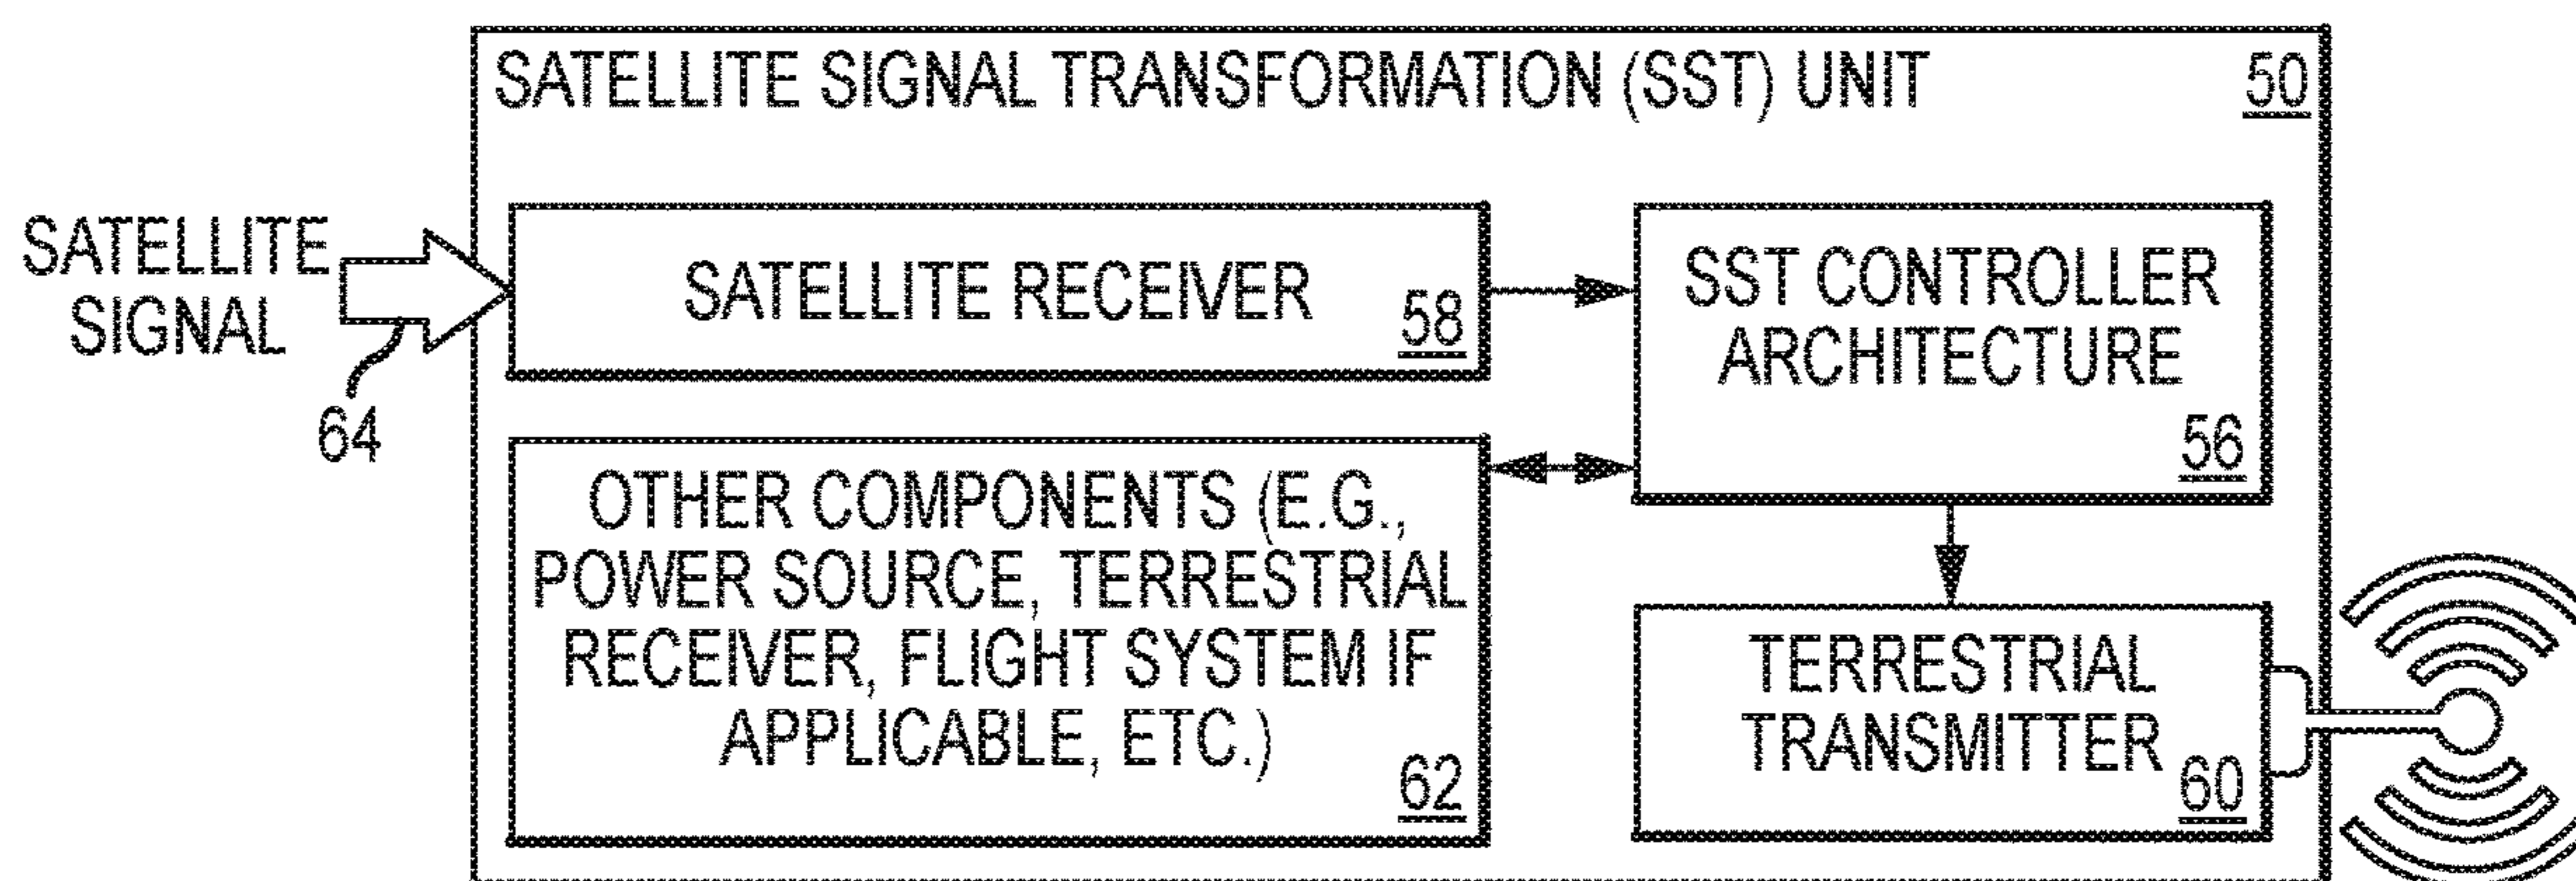 SATELLITE SIGNAL TRANSFORMATION (SST) UNIT 50
SATELLITE
SIGNAL
64
SATELLITE RECEIVER
58
SST CONTROLLER
ARCHITECTURE
56
OTHER COMPONENTS (E.G.,
POWER SOURCE, TERRESTRIAL
RECEIVER, FLIGHT SYSTEM IF
APPLICABLE, ETC.)
62
TERRESTRIAL
TRANSMITTER
60